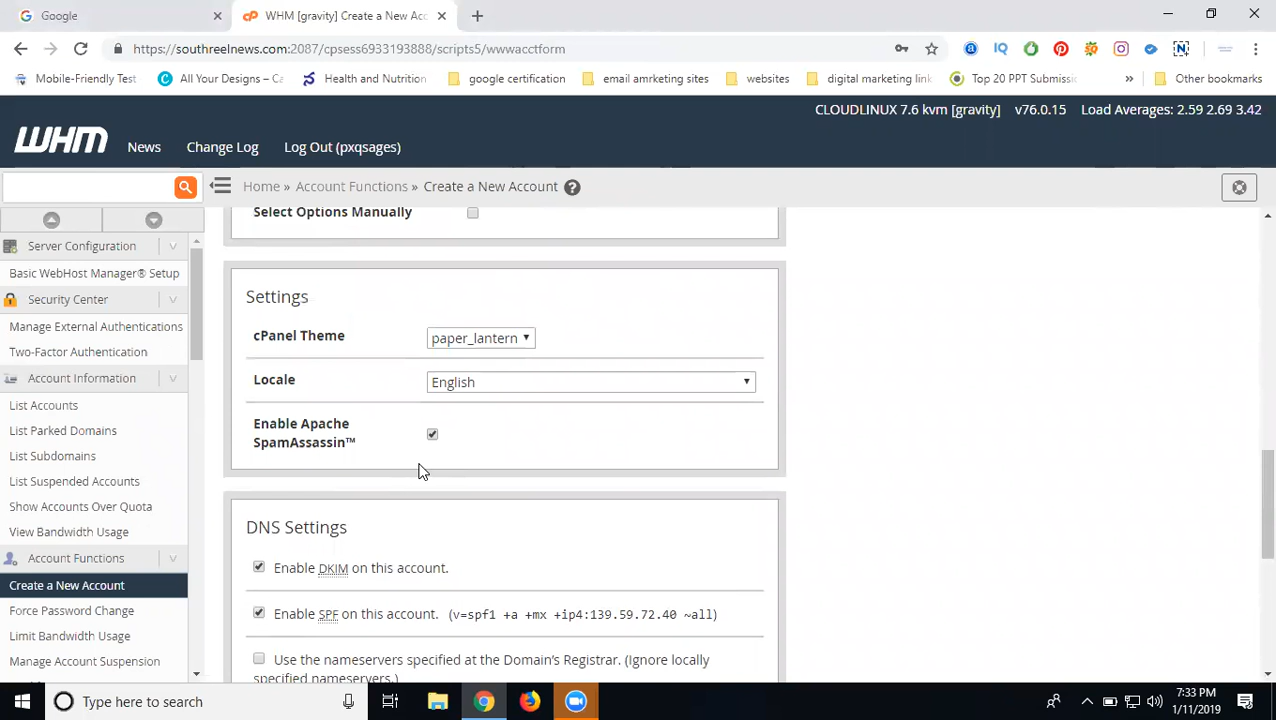 Google
WHM [gravity] Create a New Acc
https://southreelnews.com:2087/cpsess6933193888/scripts5/wwwacctform
Mobile-Friendly Test
All Your Designs – Ca
Health and Nutrition
google certification
email amrketing sites
websites
digital marketing link
Top 20 PPT Submissio
»
Other bookmarks
CLOUDLINUX 7.6 kvm [gravity] v76.0.15 Load Averages: 2.59 2.69 3.42
WHM
News
Change Log
Log Out (pxqsages)
Home » Account Functions » Create a New Account
Server Configuration
Basic WebHost Manager® Setup
Security Center
Manage External Authentications
Two-Factor Authentication
Account Information
List Accounts
List Parked Domains
List Subdomains
List Suspended Accounts
Show Accounts Over Quota
View Bandwidth Usage
Account Functions
Create a New Account
Force Password Change
Limit Bandwidth Usage
Manage Account Suspension
Select Options Manually
Settings
cPanel Theme
paper_lantern
Locale
English
Enable Apache
SpamAssassin™
DNS Settings
Enable DKIM on this account.
Enable SPF on this account. (v=spf1 +a +mx +ip4:139.59.72.40 ~all)
Use the nameservers specified at the Domain's Registrar. (Ignore locally
specified nameservers.)
Type here to search
7:33 PM
1/11/2019